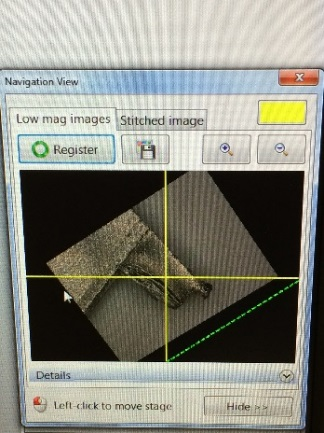 Navigation View
Low mag images
Stitched image
Register
Details
Left-click to move stage
Hide >>